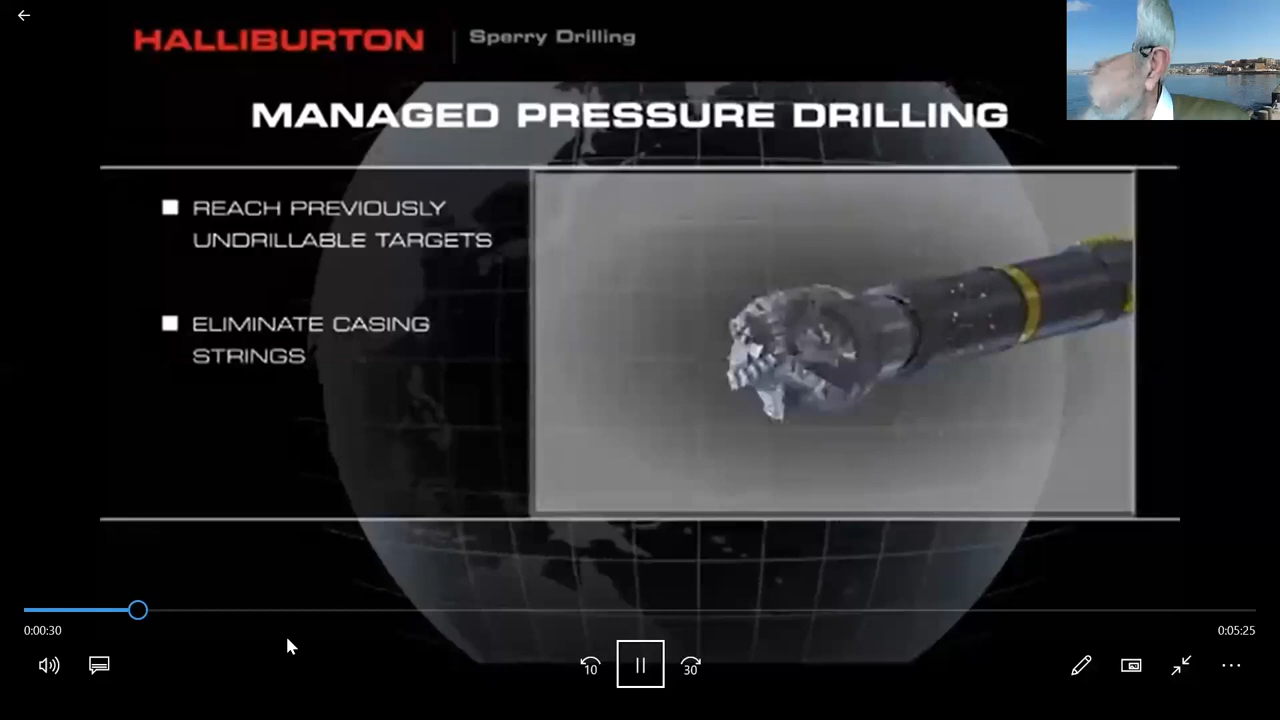 HALLIBURTON
Sperry Drilling
MANAGED PRESSURE DRILLING
REACH PREVIOUSLY
UNDRILLABLE TARGETS
ELIMINATE CASING
STRINGS
0:00:30
0:05:25
10
30